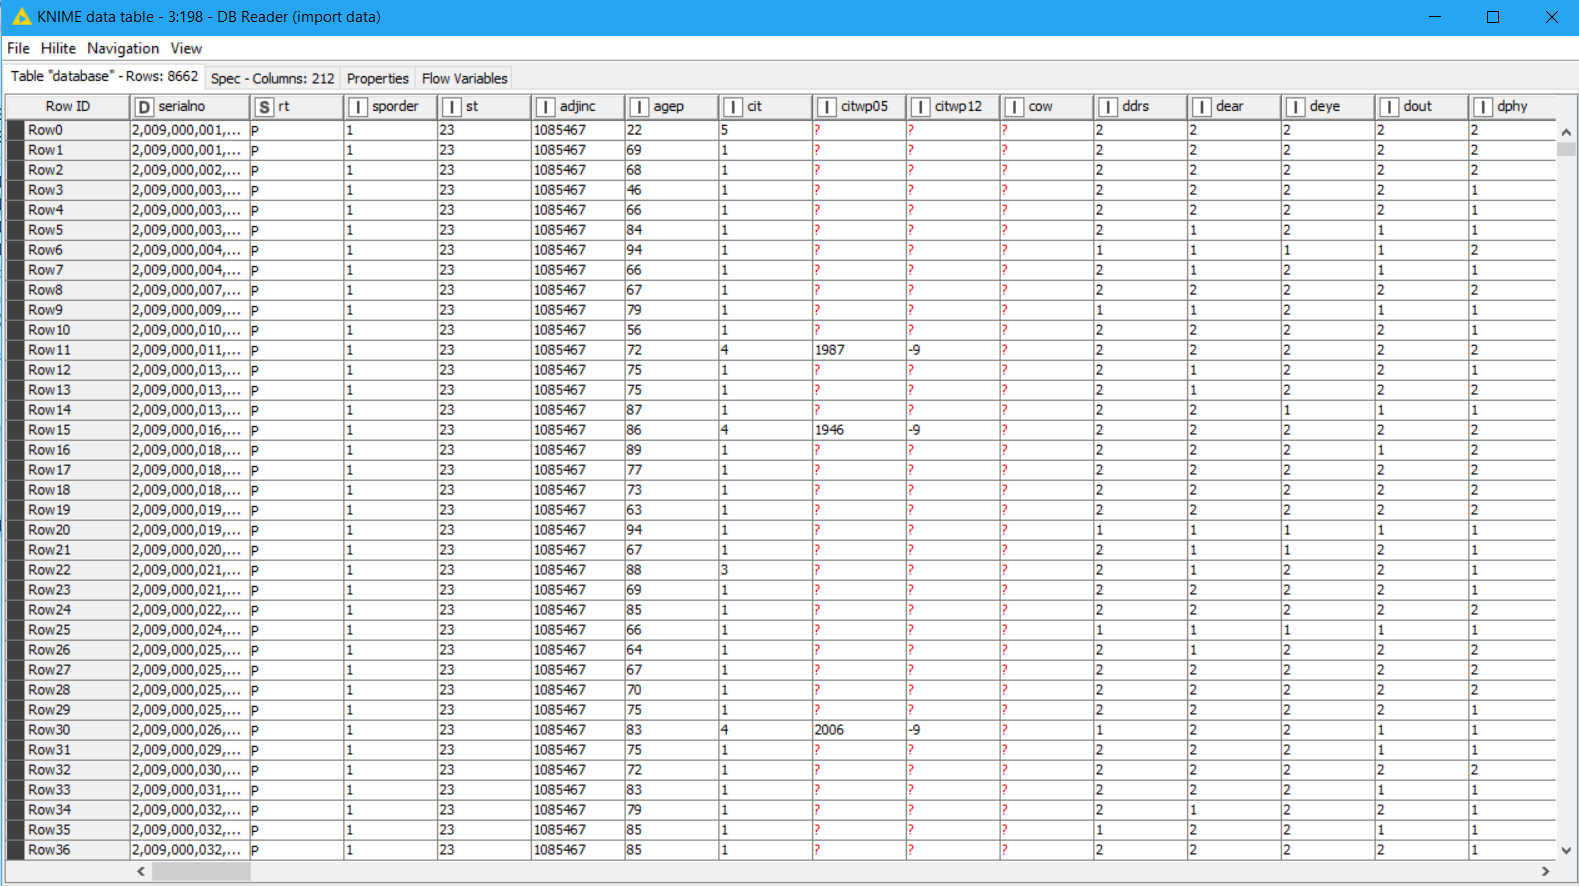 KNIME data table - 3:198 - DB Reader (import data)
File Hilite Navigation View
Table "database" - Rows: 8662 Spec - Columns: 212 Properties Flow Variables
Row ID D serialno S rt I sporder I st I adjinc I agep I cit I citwp05 I citwp12 I cow I ddrs I dear I deye I dout I dphy
Row0 2,009,000,001,... P 1 23 1085467 22 5 ? ? ? 2 2 2 2 2
Row1 2,009,000,001,... P 1 23 1085467 69 1 ? ? ? 2 2 2 2 2
Row2 2,009,000,002,... P 1 23 1085467 68 1 ? ? ? 2 2 2 2 2
Row3 2,009,000,003,... P 1 23 1085467 46 1 ? ? ? 2 2 2 2 1
Row4 2,009,000,003,... P 1 23 1085467 66 1 ? ? ? 2 2 2 2 1
Row5 2,009,000,003,... P 1 23 1085467 84 1 ? ? ? 2 1 2 1 1
Row6 2,009,000,004,... P 1 23 1085467 94 1 ? ? ? 1 1 1 1 2
Row7 2,009,000,004,... P 1 23 1085467 66 1 ? ? ? 2 1 2 1 1
Row8 2,009,000,007,... P 1 23 1085467 67 1 ? ? ? 2 2 2 2 2
Row9 2,009,000,009,... P 1 23 1085467 79 1 ? ? ? 1 1 2 1 1
Row10 2,009,000,010,... P 1 23 1085467 56 1 ? ? ? 2 2 2 2 1
Row11 2,009,000,011,... P 1 23 1085467 72 4 1987 -9 ? 2 2 2 2 2
Row12 2,009,000,013,... P 1 23 1085467 75 1 ? ? ? 2 1 2 2 1
Row13 2,009,000,013,... P 1 23 1085467 75 1 ? ? ? 2 1 2 2 2
Row14 2,009,000,013,... P 1 23 1085467 87 1 ? ? ? 2 2 1 1 1
Row15 2,009,000,016,... P 1 23 1085467 86 4 1946 -9 ? 2 2 2 2 2
Row16 2,009,000,018,... P 1 23 1085467 89 1 ? ? ? 2 2 2 1 2
Row17 2,009,000,018,... P 1 23 1085467 77 1 ? ? ? 2 2 2 2 2
Row18 2,009,000,018,... P 1 23 1085467 73 1 ? ? ? 2 2 2 2 2
Row19 2,009,000,019,... P 1 23 1085467 63 1 ? ? ? 2 2 2 2 2
Row20 2,009,000,019,... P 1 23 1085467 94 1 ? ? ? 1 1 1 1 1
Row21 2,009,000,020,... P 1 23 1085467 67 1 ? ? ? 2 1 1 2 1
Row22 2,009,000,021,... P 1 23 1085467 88 3 ? ? ? 2 1 2 2 1
Row23 2,009,000,021,... P 1 23 1085467 69 1 ? ? ? 2 2 2 2 1
Row24 2,009,000,022,... P 1 23 1085467 85 1 ? ? ? 2 2 2 2 2
Row25 2,009,000,024,... P 1 23 1085467 66 1 ? ? ? 1 1 1 1 1
Row26 2,009,000,025,... P 1 23 1085467 64 1 ? ? ? 2 1 2 2 2
Row27 2,009,000,025,... P 1 23 1085467 67 1 ? ? ? 2 2 2 2 2
Row28 2,009,000,025,... P 1 23 1085467 70 1 ? ? ? 2 2 2 2 2
Row29 2,009,000,025,... P 1 23 1085467 75 1 ? ? ? 2 2 2 2 1
Row30 2,009,000,026,... P 1 23 1085467 83 4 2006 -9 ? 1 2 2 1 1
Row31 2,009,000,029,... P 1 23 1085467 75 1 ? ? ? 2 2 2 1 1
Row32 2,009,000,030,... P 1 23 1085467 72 1 ? ? ? 2 2 2 2 2
Row33 2,009,000,031,... P 1 23 1085467 83 1 ? ? ? 2 2 2 1 1
Row34 2,009,000,032,... P 1 23 1085467 79 1 ? ? ? 2 1 2 2 1
Row35 2,009,000,032,... P 1 23 1085467 85 1 ? ? ? 1 2 2 1 1
Row36 2,009,000,032,... P 1 23 1085467 85 1 ? ? ? 2 2 2 2 1